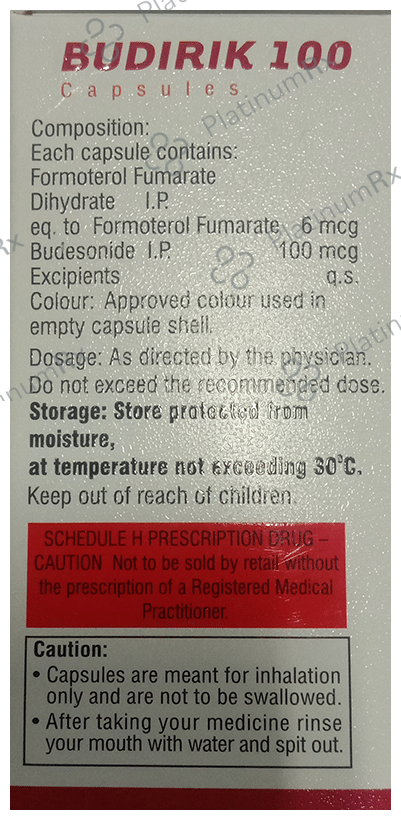 PlatinumRx
BUDIRIK 100
Capsules
PlatinumRx
Composition:
Each capsule contains:
Formoterol Fumarate
Dihydrate I.P.
PlatinumRx
eq. to Formoterol Fumarate 6 mcg
Budesonide I.P. 100 mcg
Excipients q.s.
Colour: Approved colour used in
empty capsule shell.
Dosage: As directed by the physician.
Do not exceed the recommended dose.
Storage: Store protected from
moisture,
at temperature not exceeding 30°C.
Keep out of reach of children.
SCHEDULE H PRESCRIPTION DRUG –
CAUTION Not to be sold by retail without
the prescription of a Registered Medical
Practitioner.
Caution:
• Capsules are meant for inhalation
only and are not to be swallowed.
• After taking your medicine rinse
your mouth with water and spit out.